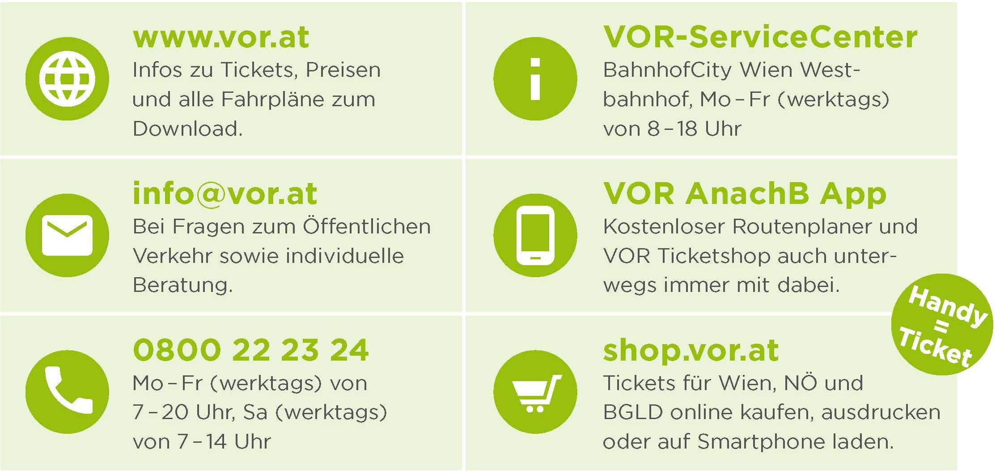 www.vor.at
Infos zu Tickets, Preisen
und alle Fahrpläne zum
Download.
VOR-ServiceCenter
BahnhofCity Wien West-
bahnhof, Mo – Fr (werktags)
von 8 – 18 Uhr
info@vor.at
Bei Fragen zum Öffentlichen
Verkehr sowie individuelle
Beratung.
VOR AnachB App
Kostenloser Routenplaner und
VOR Ticketshop auch unter-
wegs immer mit dabei.
Handy
=
Ticket
0800 22 23 24
Mo – Fr (werktags) von
7 – 20 Uhr, Sa (werktags)
von 7 – 14 Uhr
shop.vor.at
Tickets für Wien, NÖ und
BGLD online kaufen, ausdrucken
oder auf Smartphone laden.